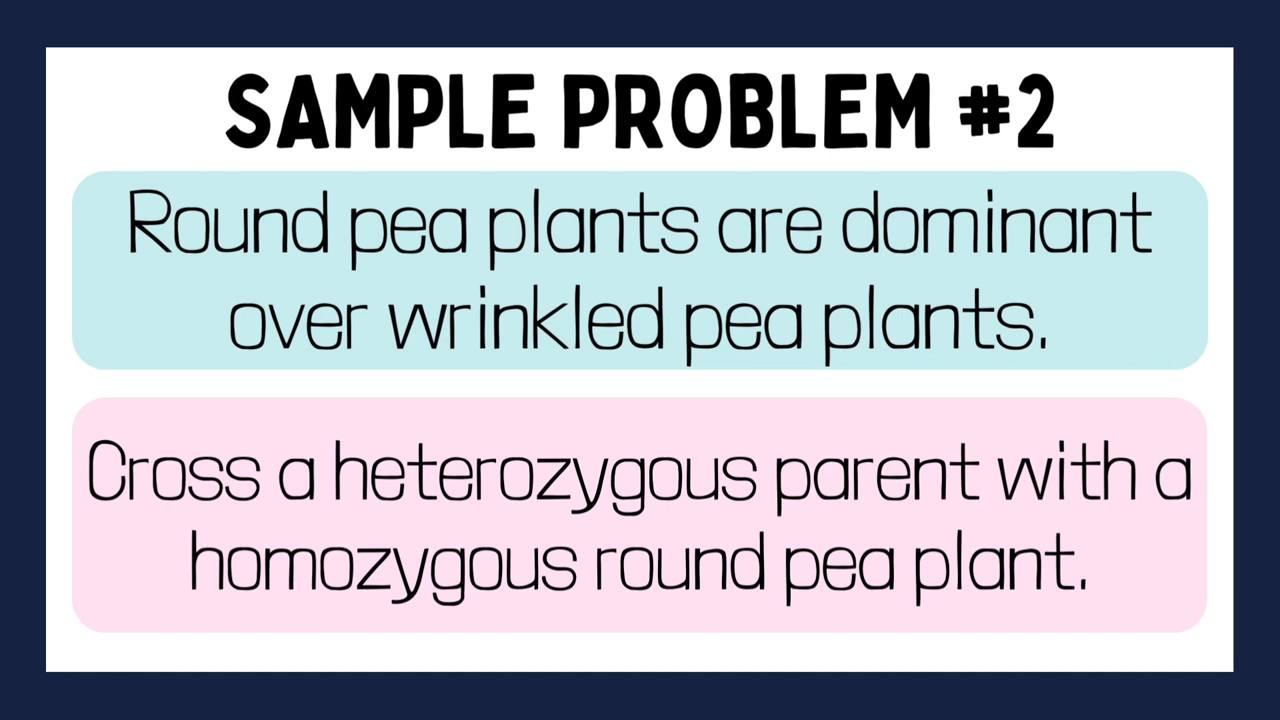 SAMPLE PROBLEM #2
Round pea plants are dominant
over wrinkled pea plants.
Cross a heterozygous parent with a
homozygous round pea plant.